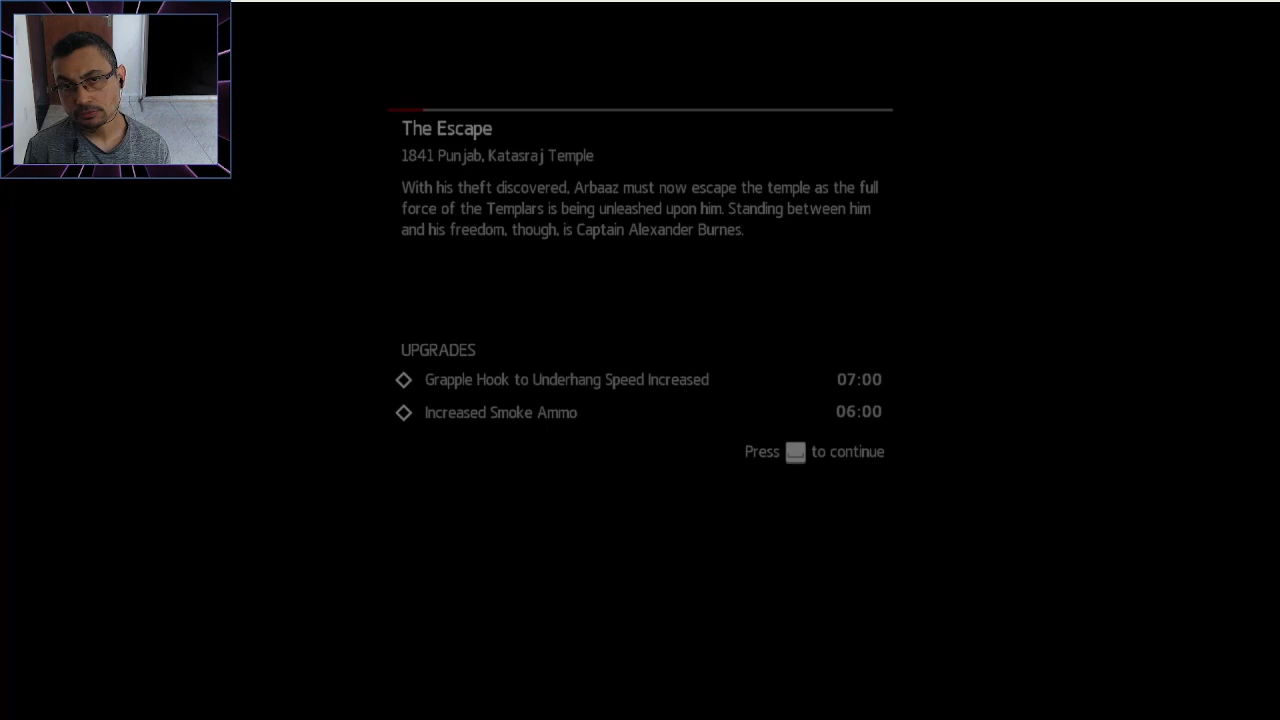 The Escape
1841 Punjab, Katasraj Temple
With his theft discovered, Arbaaz must now escape the temple as the full
force of the Templars is being unleashed upon him. Standing between him
and his freedom, though, is Captain Alexander Burnes.
UPGRADES
Grapple Hook to Underhang Speed Increased 07:00
Increased Smoke Ammo 06:00
Press to continue